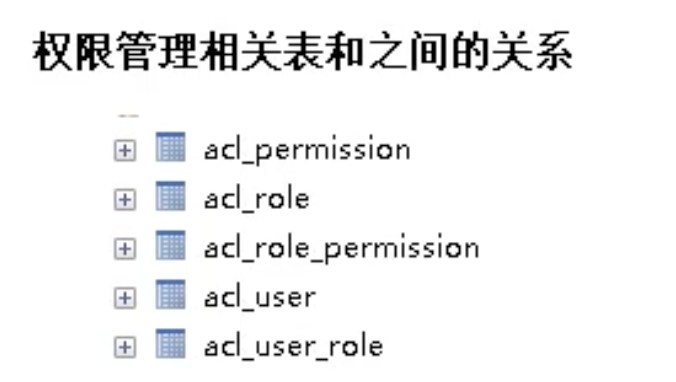 权限管理相关表和之间的关系
acl_permission
acl_role
acl_role_permission
acl_user
acl_user_role